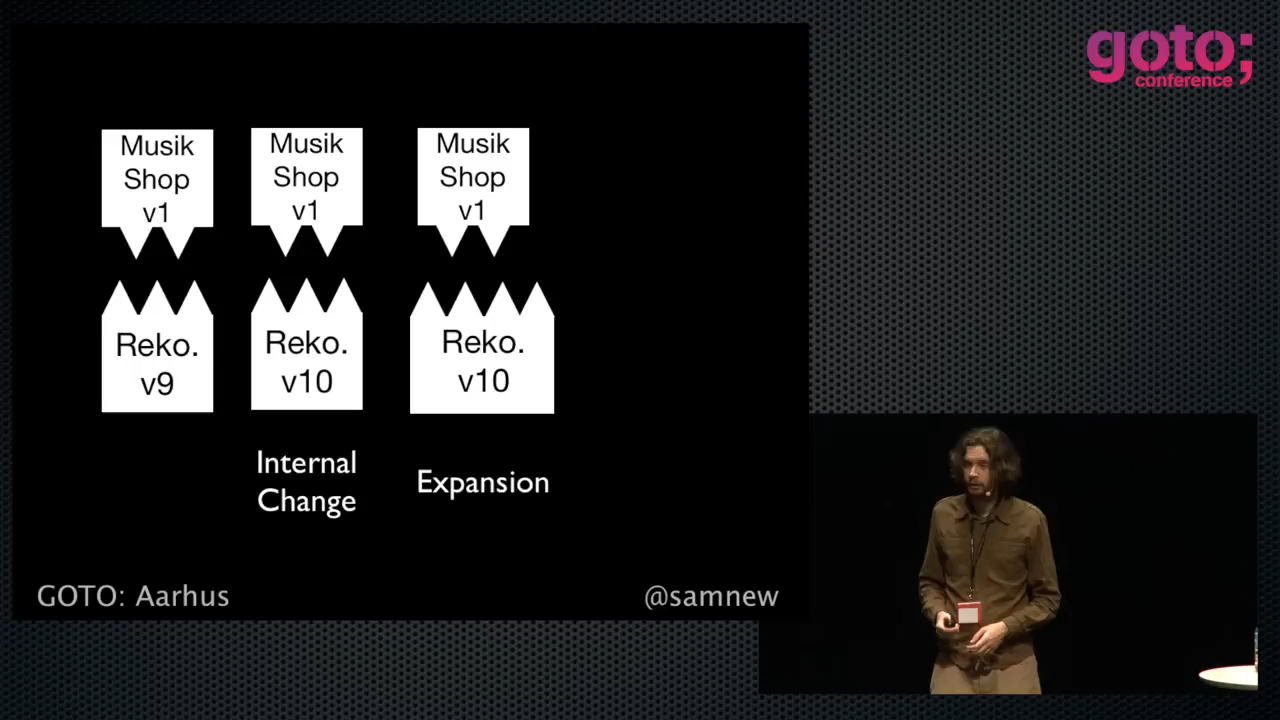 goto;
conference
Musik
Shop
v1
Musik
Shop
v1
Musik
Shop
v1
Reko.
v9
Reko.
v10
Reko.
v10
Internal
Change
Expansion
GOTO: Aarhus
@samnew